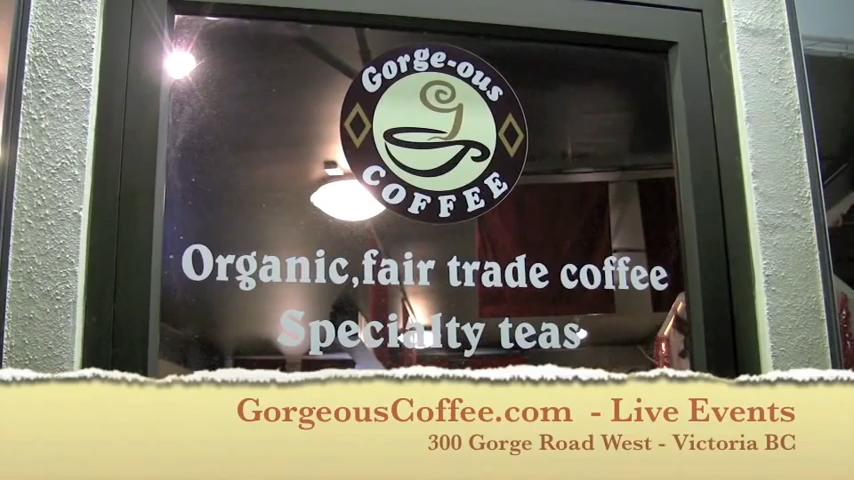 Gorge-ous
g
COFFEE
Organic,fair trade coffee
Specialty teas
GorgeousCoffee.com - Live Events
300 Gorge Road West - Victoria BC